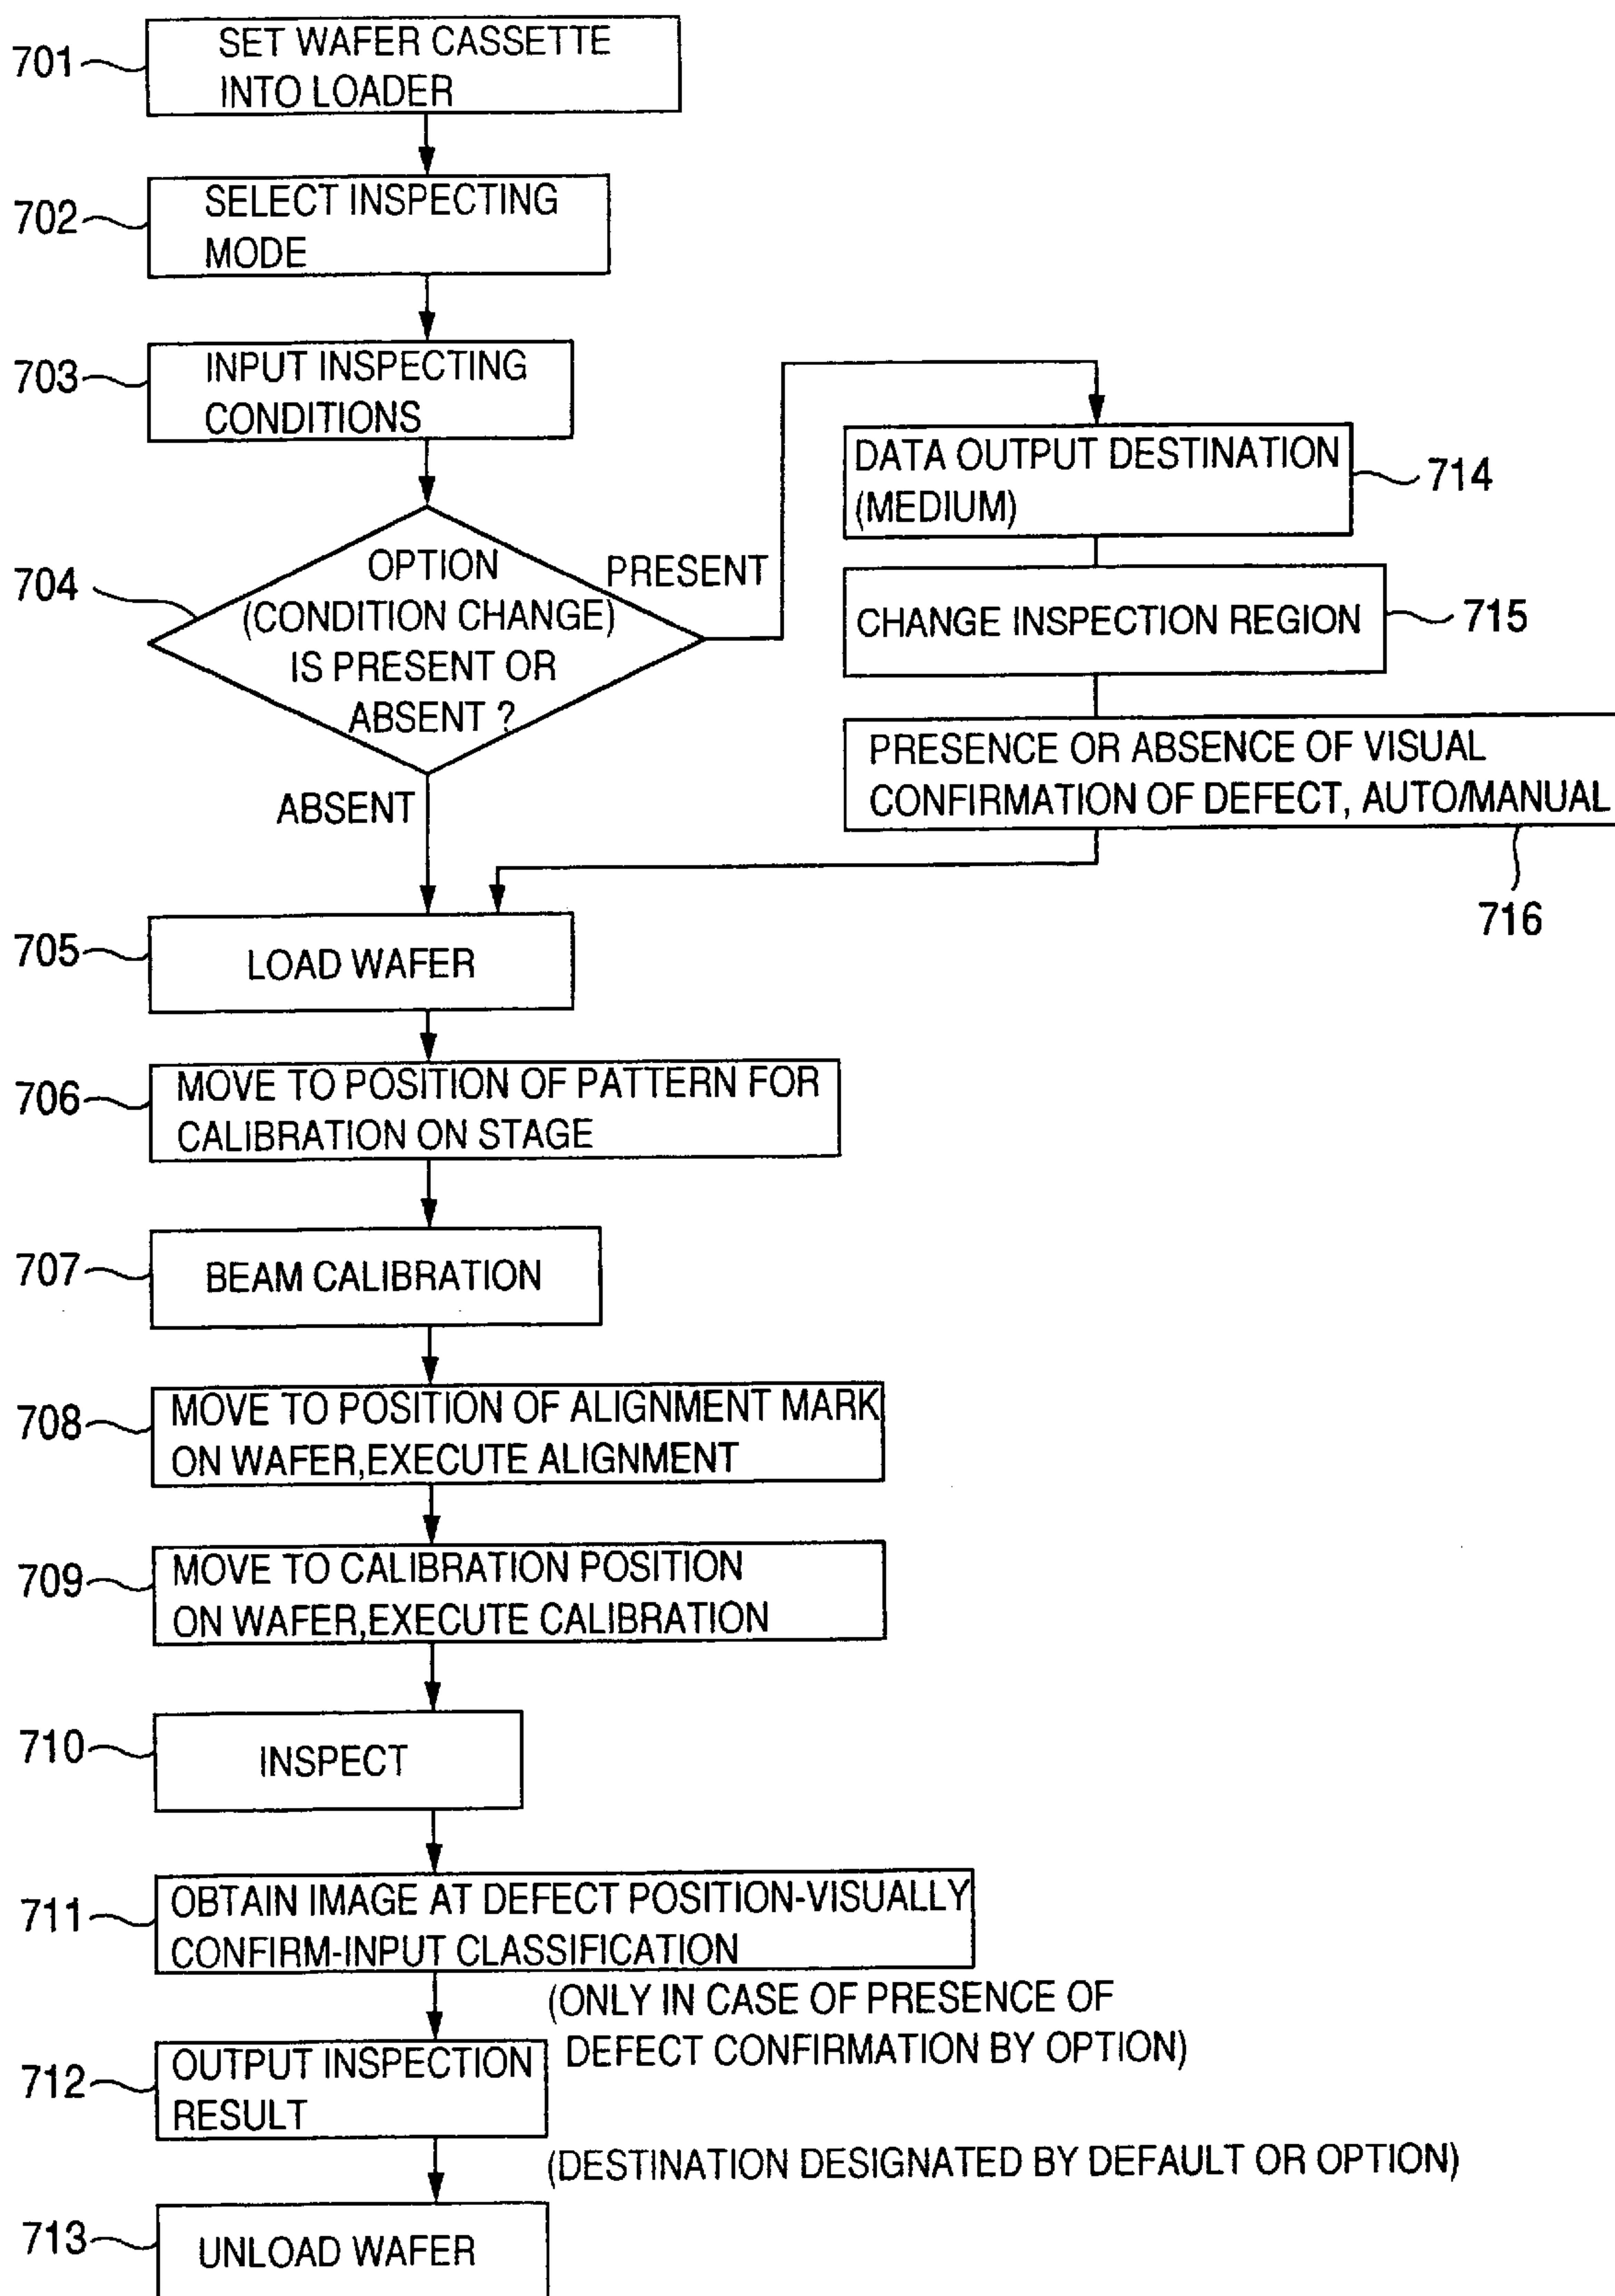 701
SET WAFER CASSETTE
INTO LOADER
702
SELECT INSPECTING
MODE
703
INPUT INSPECTING
CONDITIONS
704
OPTION
(CONDITION CHANGE)
IS PRESENT OR
ABSENT ?
PRESENT
ABSENT
DATA OUTPUT DESTINATION
(MEDIUM)
714
CHANGE INSPECTION REGION
715
PRESENCE OR ABSENCE OF VISUAL
CONFIRMATION OF DEFECT, AUTO/MANUAL
716
705
LOAD WAFER
706
MOVE TO POSITION OF PATTERN FOR
CALIBRATION ON STAGE
707
BEAM CALIBRATION
708
MOVE TO POSITION OF ALIGNMENT MARK
ON WAFER,EXECUTE ALIGNMENT
709
MOVE TO CALIBRATION POSITION
ON WAFER,EXECUTE CALIBRATION
710
INSPECT
711
OBTAIN IMAGE AT DEFECT POSITION-VISUALLY
CONFIRM-INPUT CLASSIFICATION
(ONLY IN CASE OF PRESENCE OF
DEFECT CONFIRMATION BY OPTION)
712
OUTPUT INSPECTION
RESULT
(DESTINATION DESIGNATED BY DEFAULT OR OPTION)
713
UNLOAD WAFER